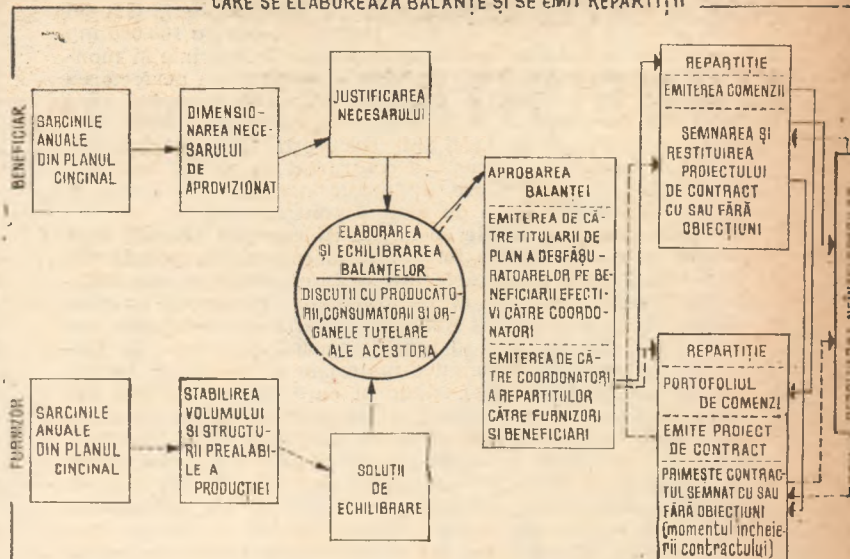 CARE SE ELABOREAZĂ BALANȚE ȘI SE EMIT REPARTIȚII
BENEFICIAR
SARCINILE
ANUALE
DIN PLANUL
CINCINAL
DIMENSIO-
NAREA NECE-
SARULUI
DE
APROVIZIONAT
JUSTIFICAREA
NECESARULUI
ELABORAREA
ȘI ECHILIBRAREA
BALANȚELOR
DISCUȚII CU PRODUCĂTO-
RII, CONSUMATORII ȘI OR-
GANELE TUTELARE
ALE ACESTORA
APROBAREA
BALANȚEI
EMITEREA DE CĂ-
TRE TITULARII DE
PLAN A DESFĂȘU-
RATOARELOR PE BE-
NEFICIARII EFECTI-
VI CĂTRE COORDO-
NATORI
EMITEREA DE CĂ-
TRE COORDONATORI
A REPARTIȚIILOR
CĂTRE FURNIZORI
ȘI BENEFICIARI
REPARTIȚIE
EMITEREA COMENZII
SEMNAREA ȘI
RESTITUIREA
PROIECTULUI
DE CONTRACT
CU SAU FĂRĂ
OBIECȚIUNI
FURNIZOR
SARCINILE
ANUALE
DIN PLANUL
CINCINAL
STABILIREA
VOLUMULUI
ȘI STRUCTU-
RII PREALABI-
LE A
PRODUCȚIEI
SOLUȚII
DE
ECHILIBRARE
REPARTIȚIE
PORTOFOLIUL
DE COMENZI
EMITE PROIECT
DE CONTRACT
PRIMEȘTE CONTRAC-
TUL SEMNAT CU SAU
FĂRĂ OBIECȚIUNI
(momentul încheie-
rii contractului)